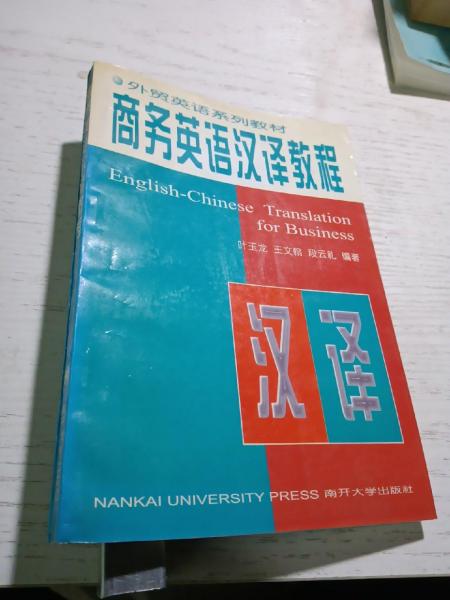 外贸英语系列教材
商务英语汉译教程
English-Chinese Translation
for Business
叶玉龙 王文翰 段云礼 编著
汉译
NANKAI UNIVERSITY PRESS 南开大学出版社